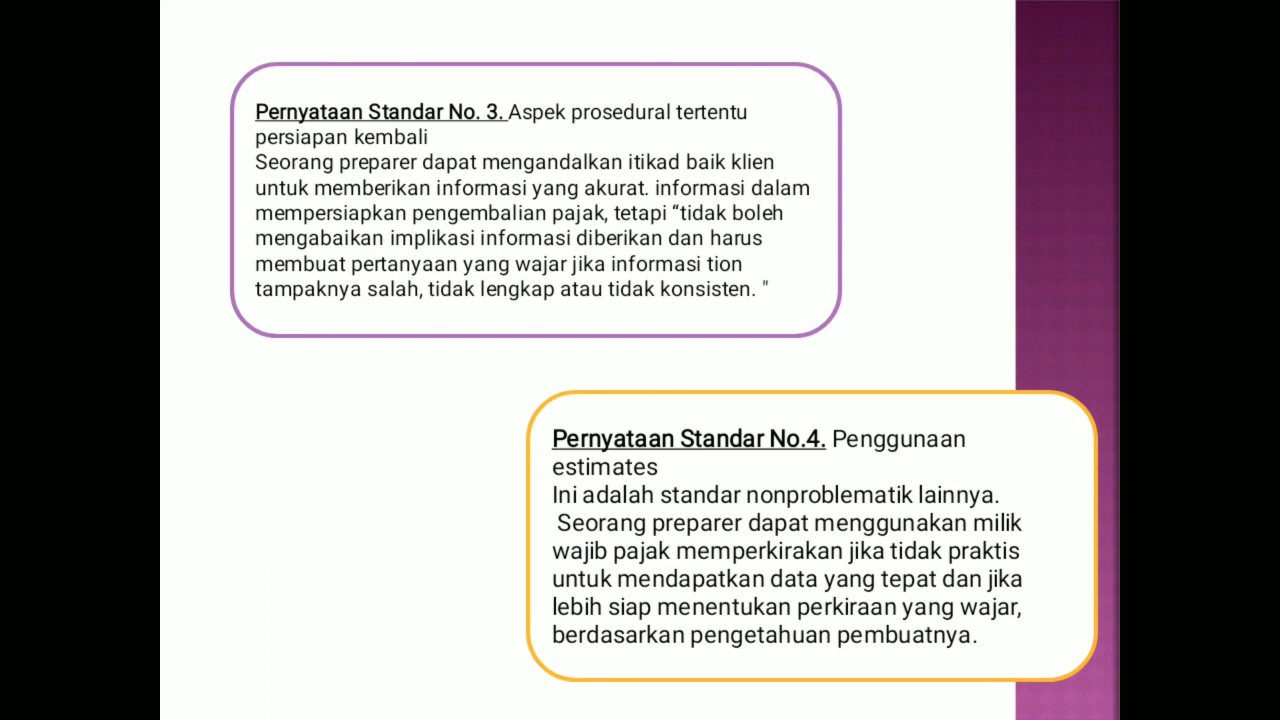 Pernyataan Standar No. 3. Aspek prosedural tertentu
persiapan kembali
Seorang preparer dapat mengandalkan itikad baik klien
untuk memberikan informasi yang akurat. informasi dalam
mempersiapkan pengembalian pajak, tetapi “tidak boleh
mengabaikan implikasi informasi diberikan dan harus
membuat pertanyaan yang wajar jika informasi tion
tampaknya salah, tidak lengkap atau tidak konsisten. "
Pernyataan Standar No.4. Penggunaan
estimates
Ini adalah standar nonproblematik lainnya.
Seorang preparer dapat menggunakan milik
wajib pajak memperkirakan jika tidak praktis
untuk mendapatkan data yang tepat dan jika
lebih siap menentukan perkiraan yang wajar,
berdasarkan pengetahuan pembuatnya.